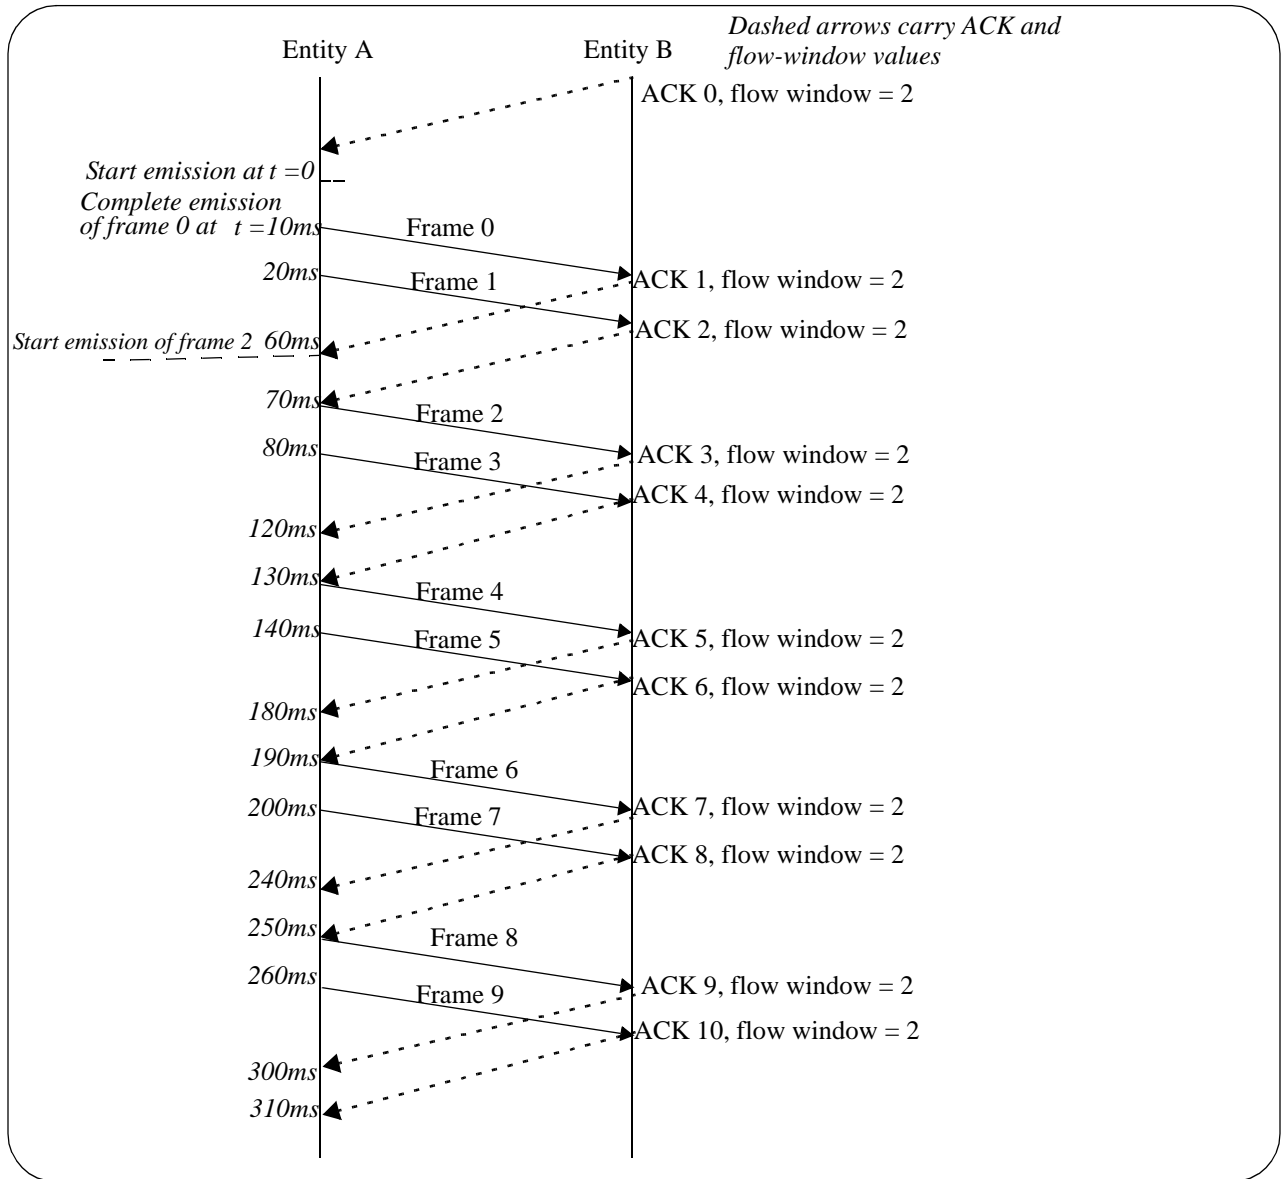 Dashed arrows carry ACK and
flow-window values
Entity A
Entity B
ACK 0, flow window = 2
Start emission at t =0
Complete emission
of frame 0 at t =10ms
Frame 0
20ms
Frame 1
ACK 1, flow window = 2
ACK 2, flow window = 2
Start emission of frame 2 60ms
70ms
Frame 2
80ms
Frame 3
ACK 3, flow window = 2
ACK 4, flow window = 2
120ms
130ms
Frame 4
140ms
Frame 5
ACK 5, flow window = 2
ACK 6, flow window = 2
180ms
190ms
Frame 6
200ms
Frame 7
ACK 7, flow window = 2
ACK 8, flow window = 2
240ms
250ms
Frame 8
260ms
Frame 9
ACK 9, flow window = 2
ACK 10, flow window = 2
300ms
310ms